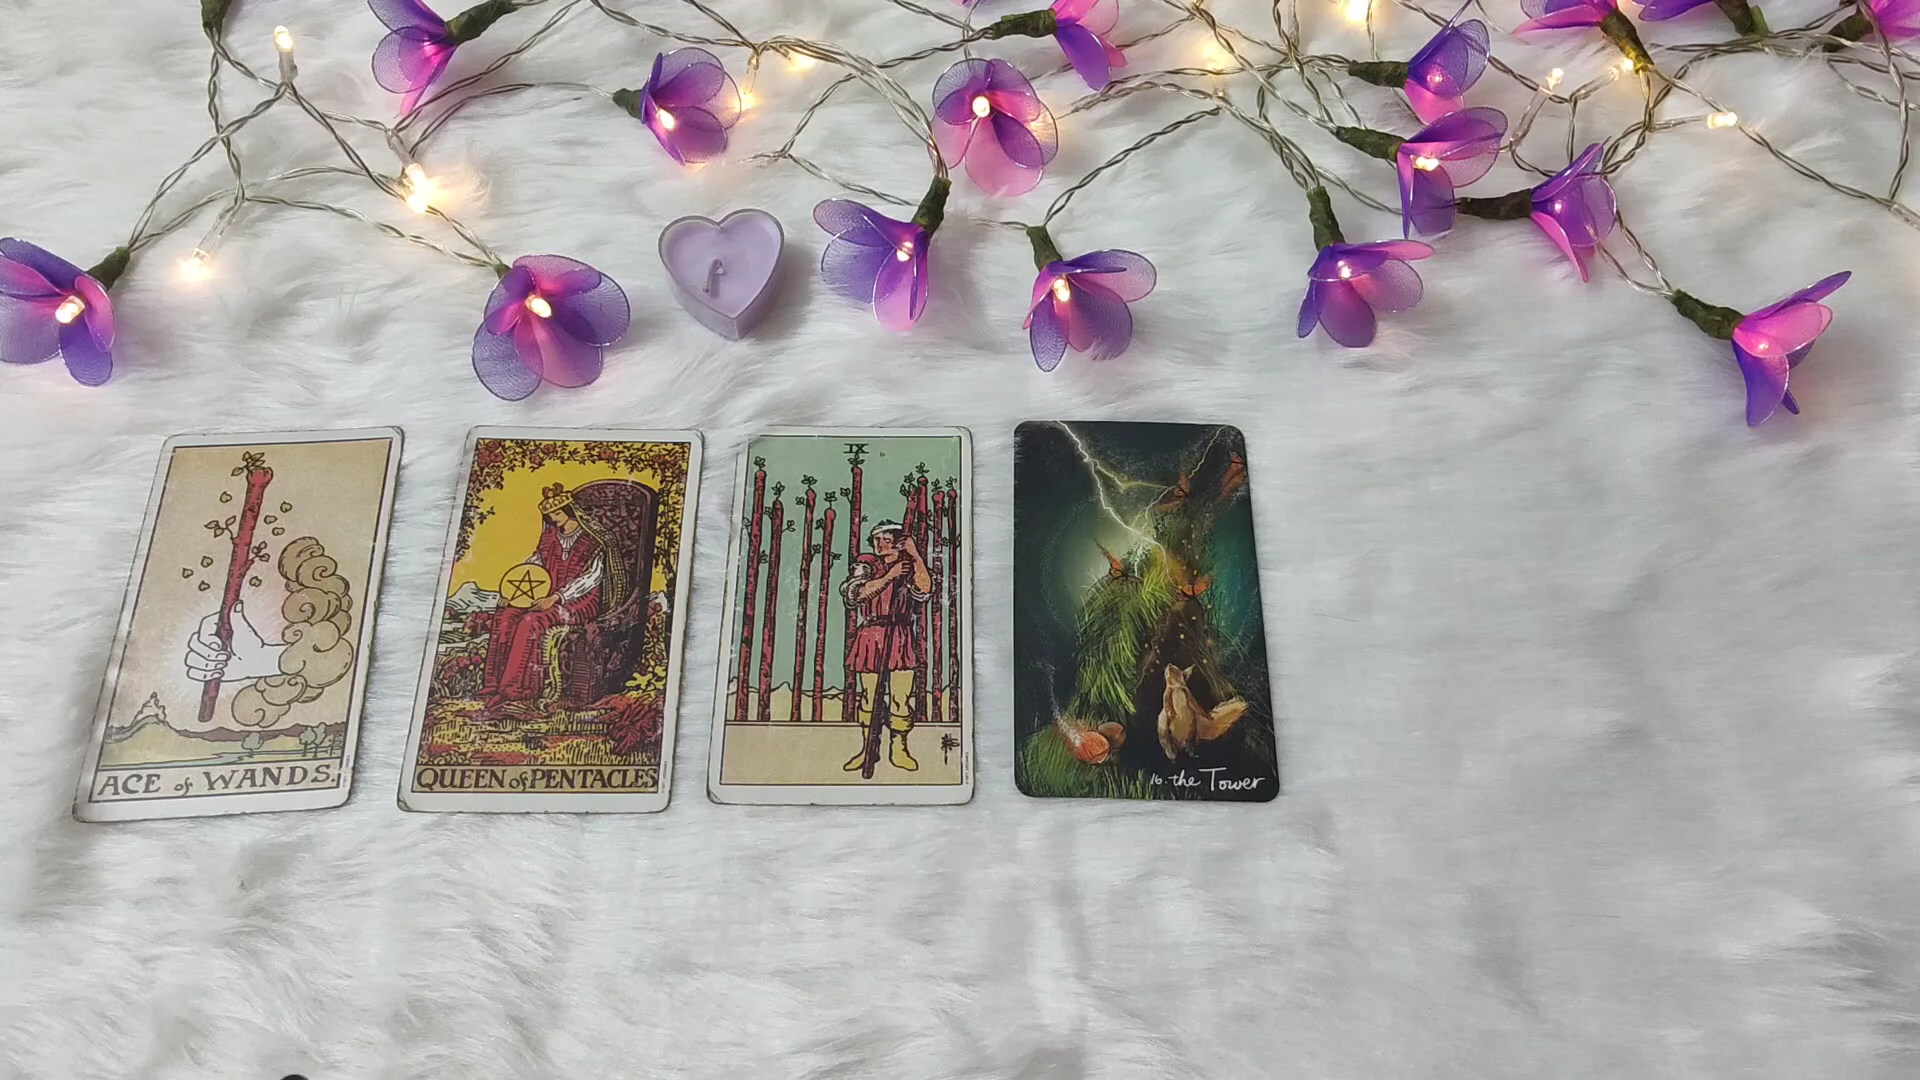 ACE of WANDS.
QUEEN of PENTACLES
IX
16. the Tower